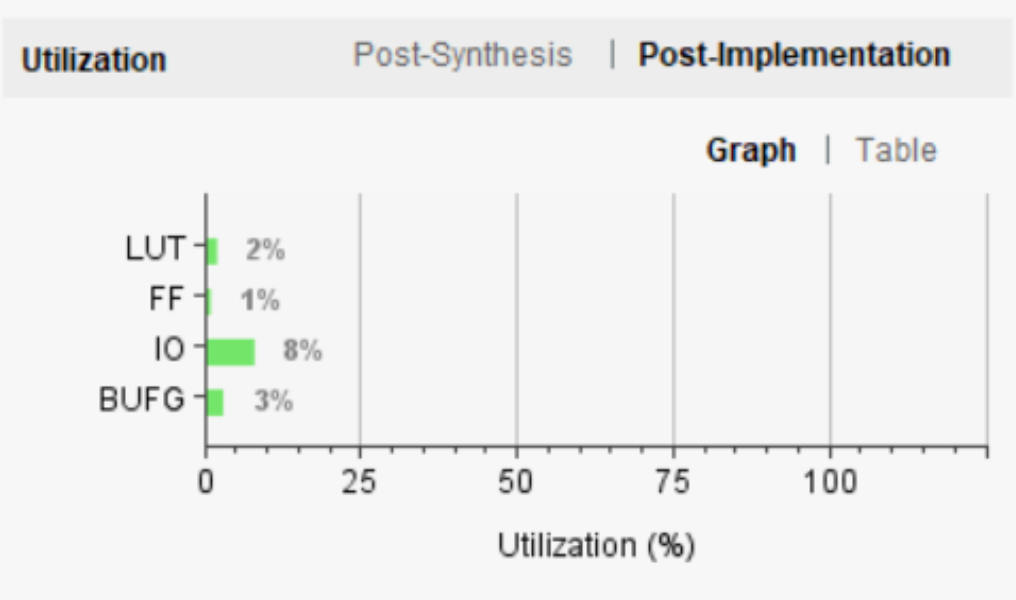 Utilization Post-Synthesis | Post-Implementation
Graph | Table
LUT 2%
FF 1%
IO 8%
BUFG 3%
0 25 50 75 100
Utilization (%)